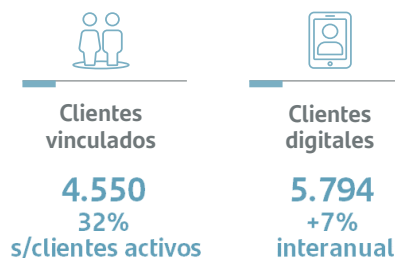 Clientes
vinculados
4.550
32%
s/clientes activos
Clientes
digitales
5.794
+7%
interanual